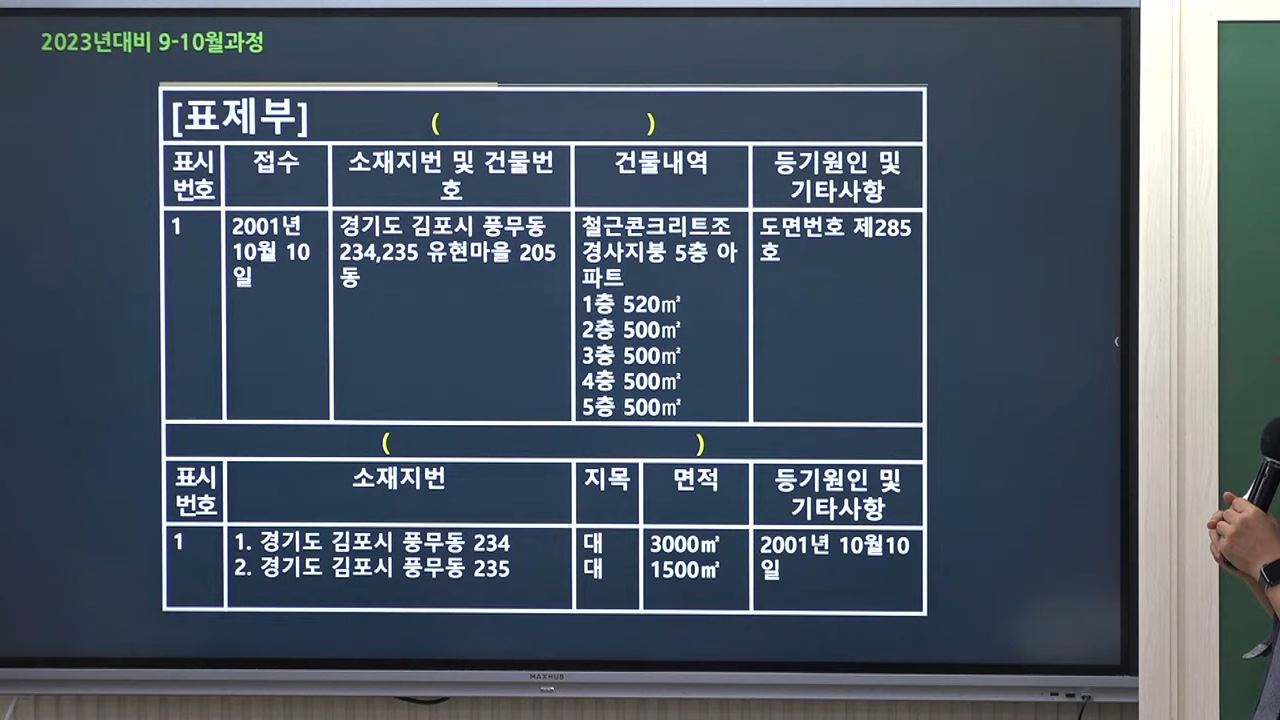 2023년대비 9-10월과정
[표제부] ( )
표시
번호
접수
소재지번 및 건물번
호
건물내역
등기원인 및
기타사항
1
2001년
10월 10
일
경기도 김포시 풍무동
234,235 유현마을 205
동
철근콘크리트조
경사지붕 5층 아
파트
1층 520㎡
2층 500㎡
3층 500㎡
4층 500㎡
5층 500㎡
도면번호 제285
호
( )
표시
번호
소재지번
지목
면적
등기원인 및
기타사항
1
1. 경기도 김포시 풍무동 234
2. 경기도 김포시 풍무동 235
대
대
3000㎡
1500㎡
2001년 10월10
일
MAXHUB